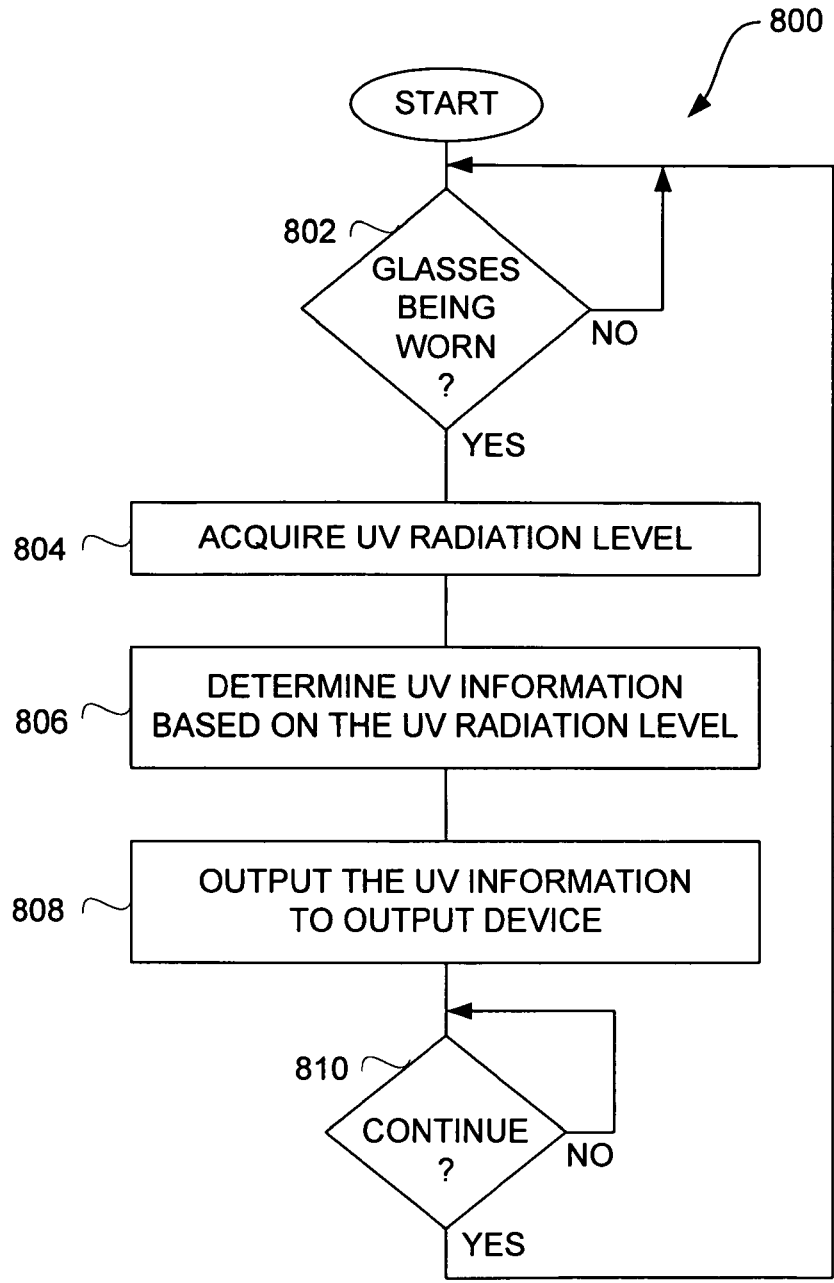 800
START
802
GLASSES
BEING
WORN
?
NO
YES
804
ACQUIRE UV RADIATION LEVEL
806
DETERMINE UV INFORMATION
BASED ON THE UV RADIATION LEVEL
808
OUTPUT THE UV INFORMATION
TO OUTPUT DEVICE
810
CONTINUE
?
NO
YES